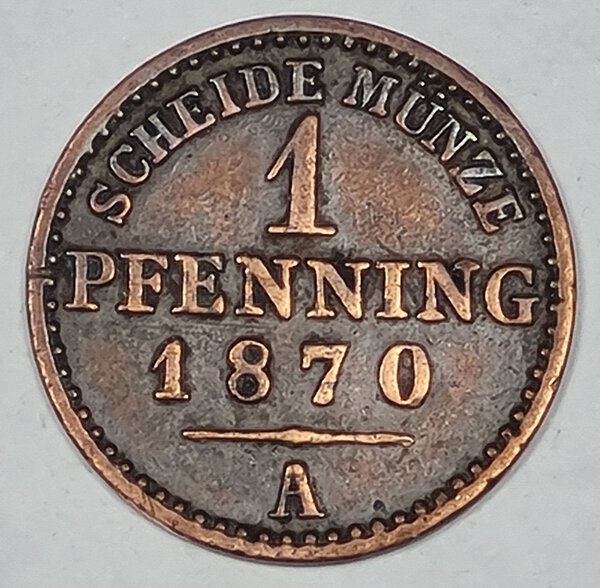 SCHEIDE MÜNZE
1
PFENNING
1870
A